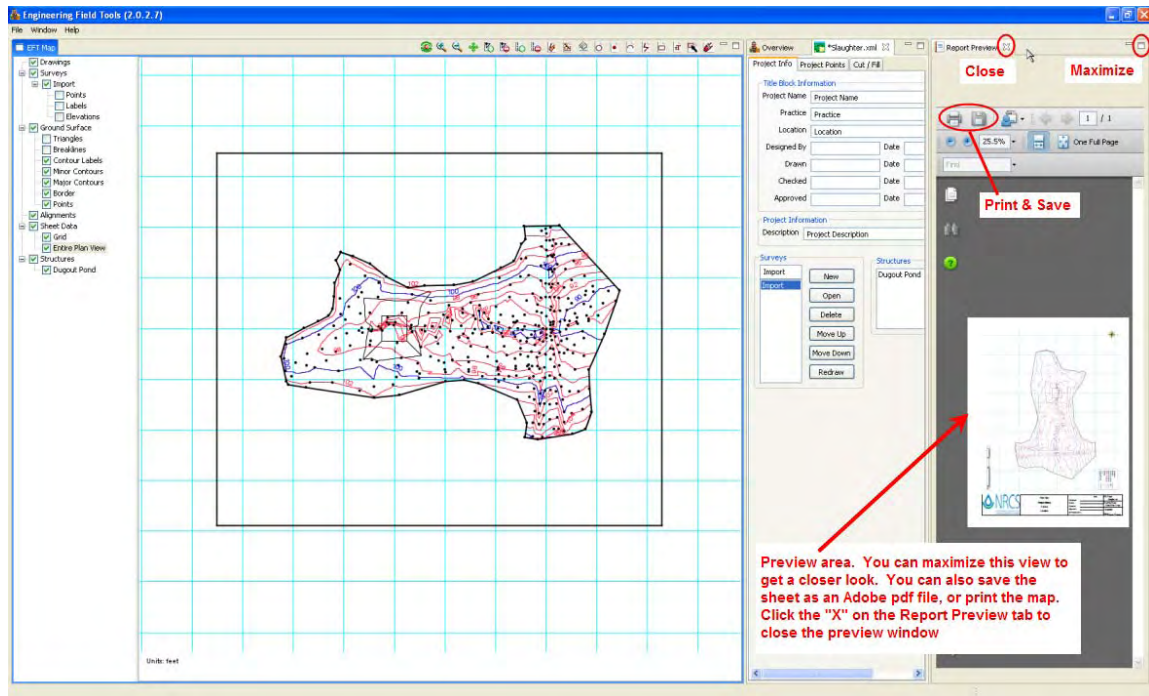 Engineering Field Tools (2.0.2.7)
File Window Help
EFT Map
Drawings
Surveys
Import
Points
Labels
Elevations
Ground Surface
Triangles
Breaklines
Contour Labels
Minor Contours
Major Contours
Border
Points
Alignments
Sheet Data
Grid
Entire Plan View
Structures
Dugout Pond
102
100
100
100
Units: feet
Overview
*Slaughter.xml
Project Info Project Points Cut / Fill
Title Block Information
Project Name Project Name
Practice Practice
Location Location
Designed By Date
Drawn Date
Checked Date
Approved Date
Project Information
Description Project Description
Surveys
Import
Import
New
Open
Delete
Move Up
Move Down
Redraw
Structures
Dugout Pond
Report Preview
Close
Maximize
1 / 1
25.5%
One Full Page
Find
Print & Save
NRCS
Preview area. You can maximize this view to
get a closer look. You can also save the
sheet as an Adobe pdf file, or print the map.
Click the "X" on the Report Preview tab to
close the preview window